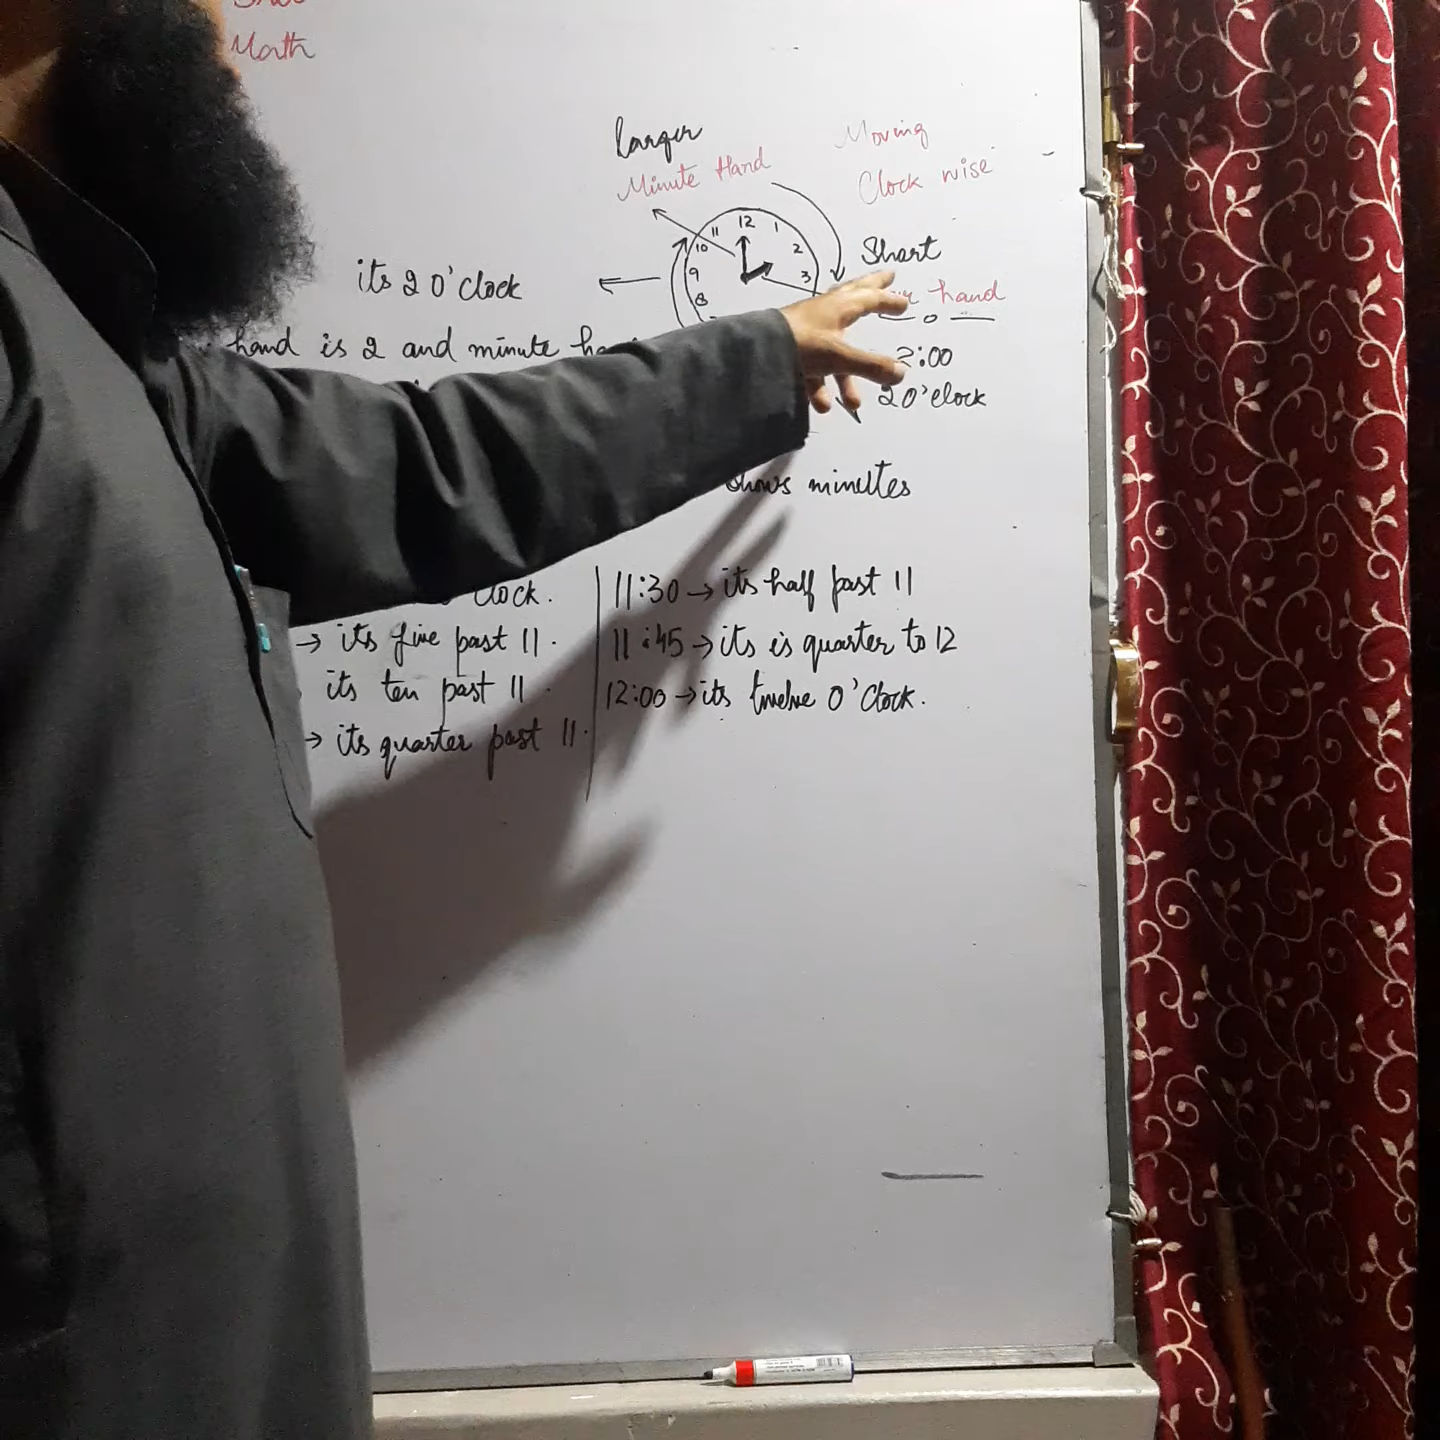 Math
Larger
Minute Hand
Moving
Clock wise
12
11 1
10 2
9 3
8
Short
hand
its 2 O'clock
hand is 2 and minute
2:00
2 O'clock
shows minutes
clock.
→ its five past 11.
its ten past 11.
→ its quarter past 11.
11:30 → its half past 11
11:45 → its is quarter to 12
12:00 → its twelve O'Clock.